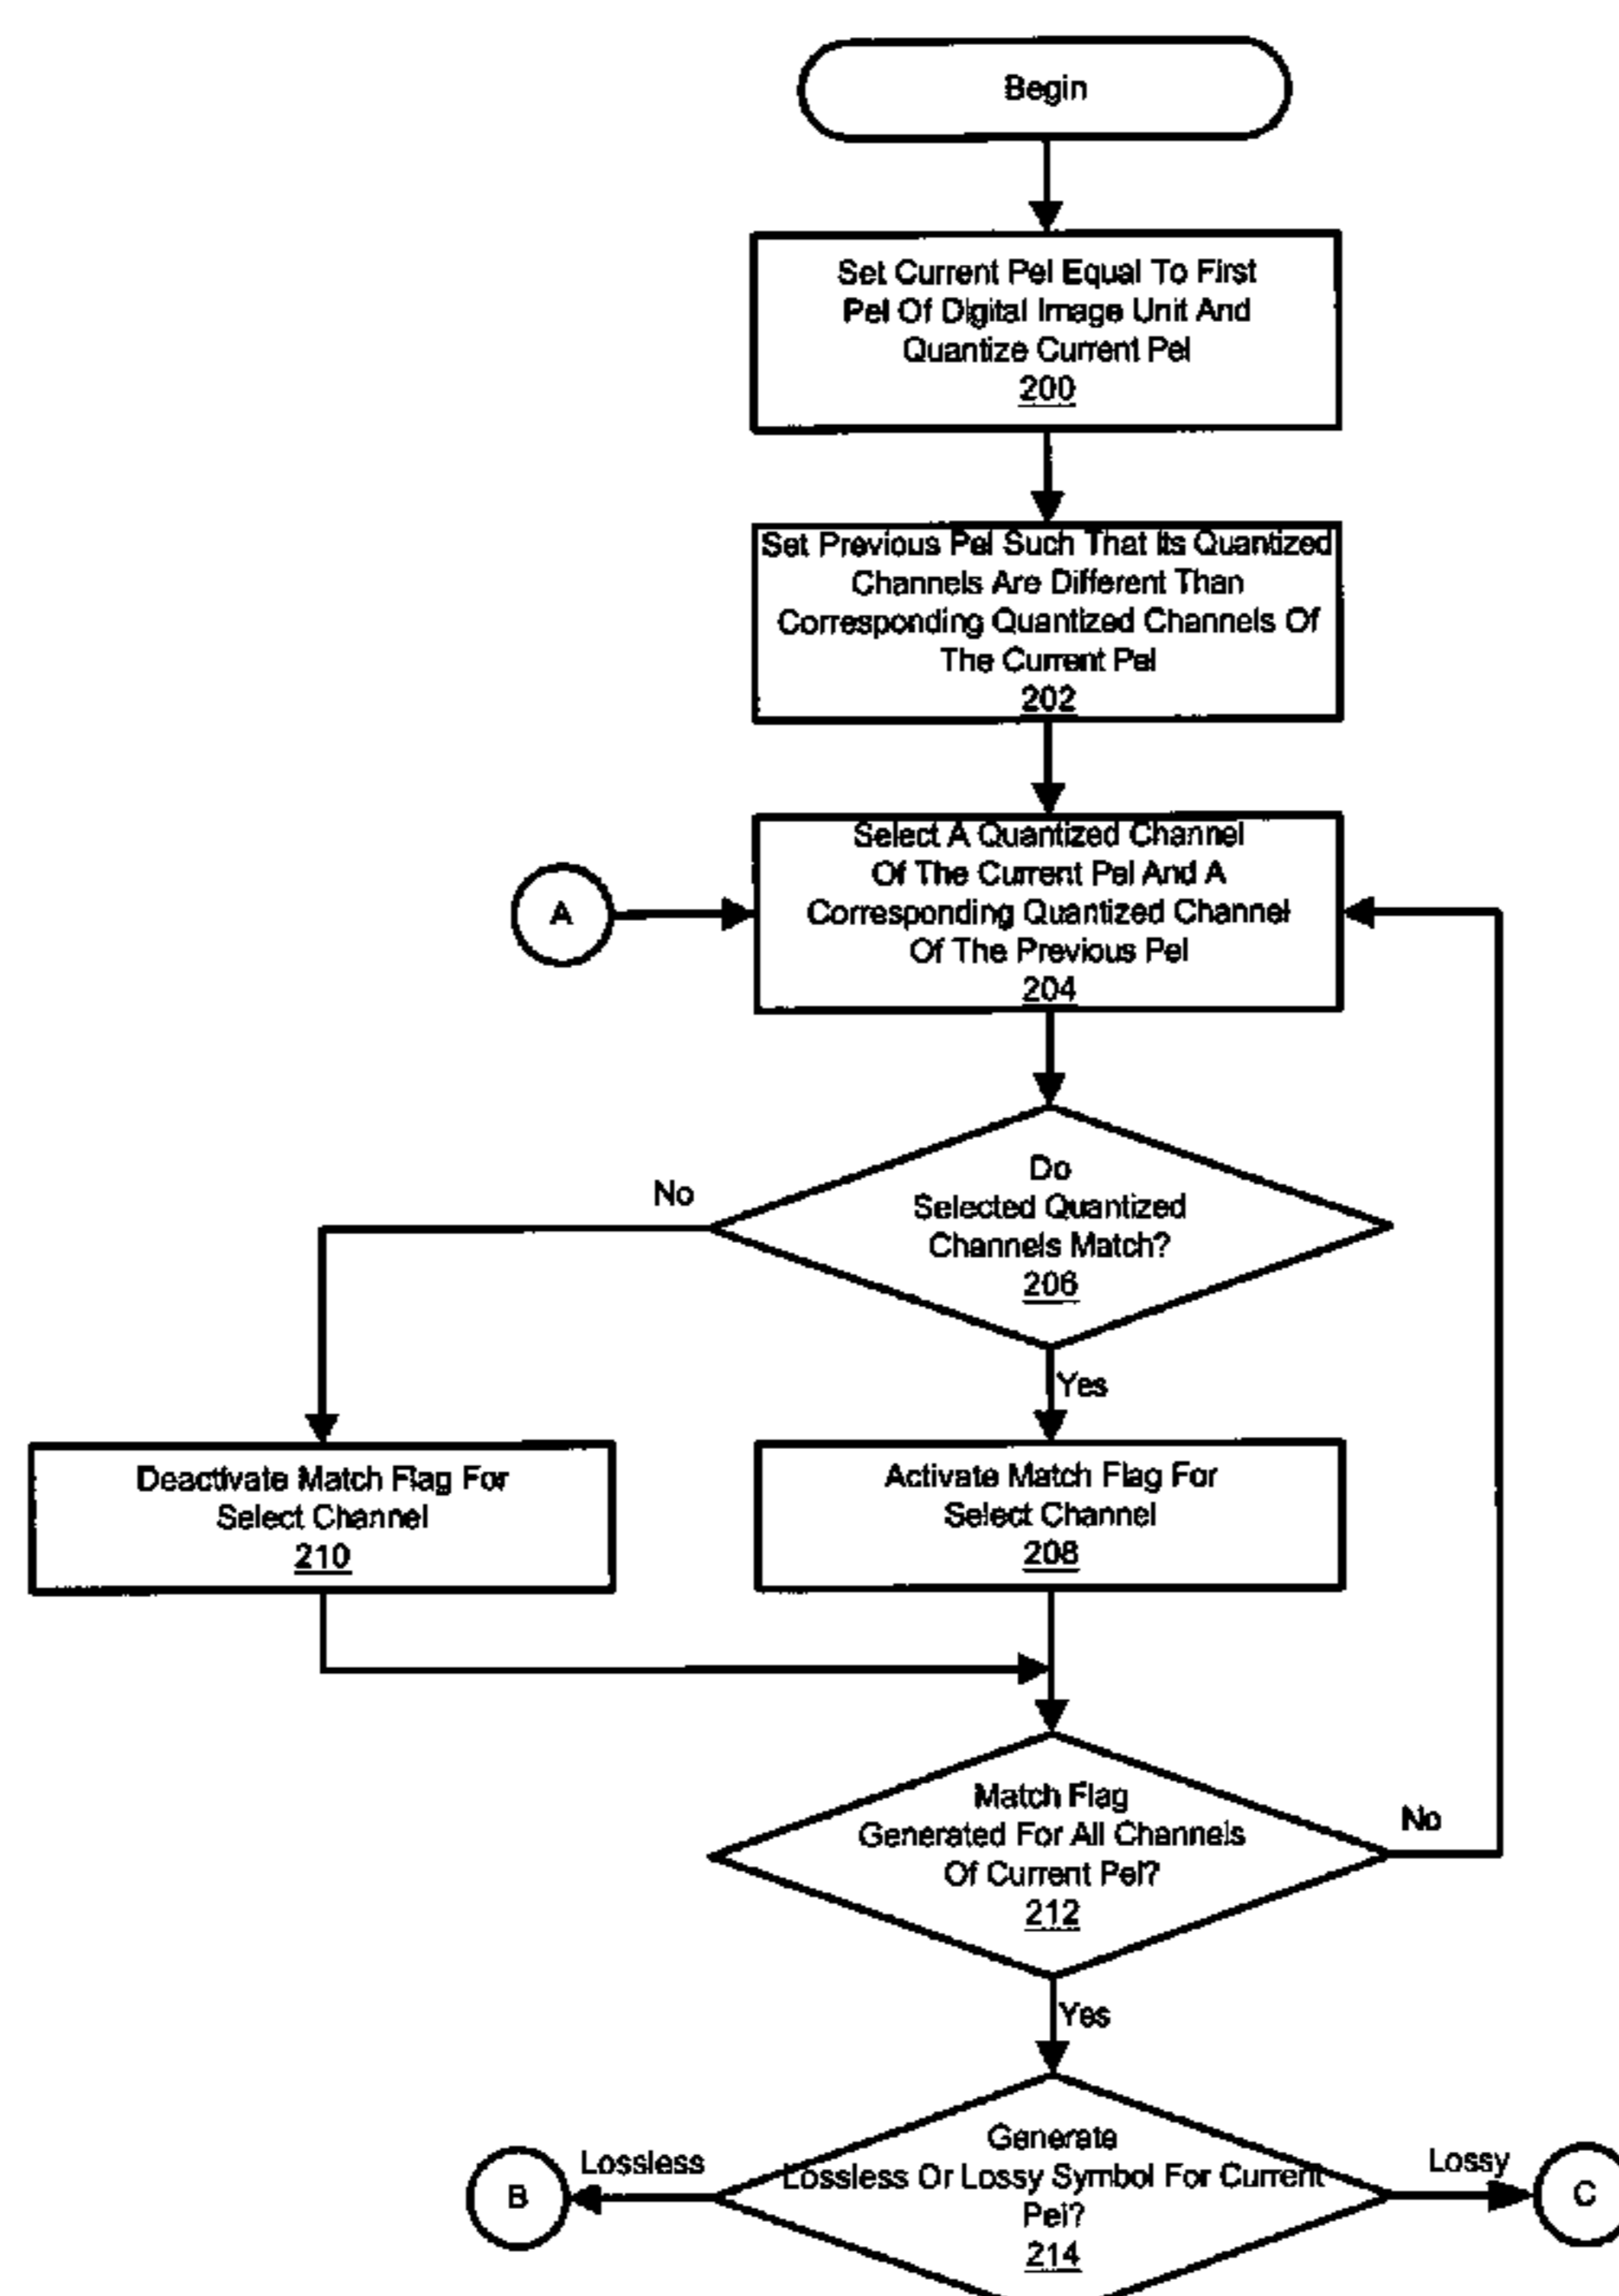 Begin
Set Current Pel Equal To First
Pel Of Digital Image Unit And
Quantize Current Pel
200
Set Previous Pel Such That Its Quantized
Channels Are Different Than
Corresponding Quantized Channels Of
The Current Pel
202
Select A Quantized Channel
Of The Current Pel And A
Corresponding Quantized Channel
Of The Previous Pel
204
A
Do
Selected Quantized
Channels Match?
206
No
Yes
Deactivate Match Flag For
Select Channel
210
Activate Match Flag For
Select Channel
208
Match Flag
Generated For All Channels
Of Current Pel?
212
No
Yes
Generate
Lossless Or Lossy Symbol For Current
Pel?
214
Lossless
B
Lossy
C